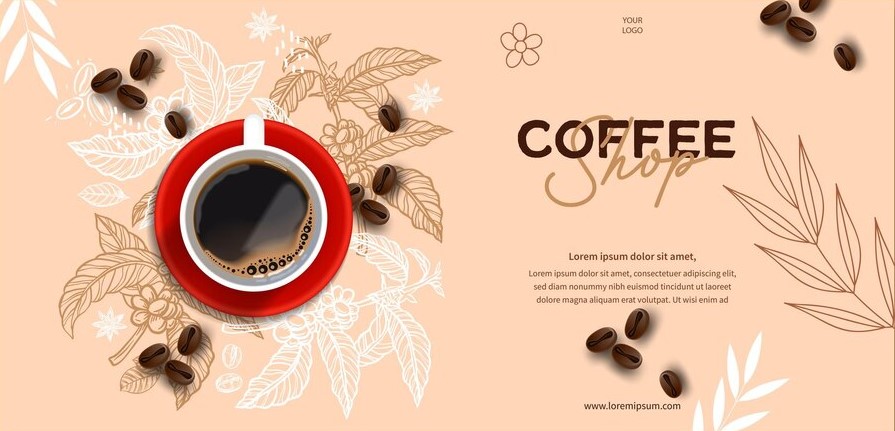 YOUR
LOGO
COFFEE
Shop
Lorem ipsum dolor sit amet,
Lorem ipsum dolor sit amet, consectetuer adipiscing elit,
sed diam nonummy nibh euismod tincidunt ut laoreet
dolore magna aliquam erat volutpat. Ut wisi enim ad
www.loremipsum.com